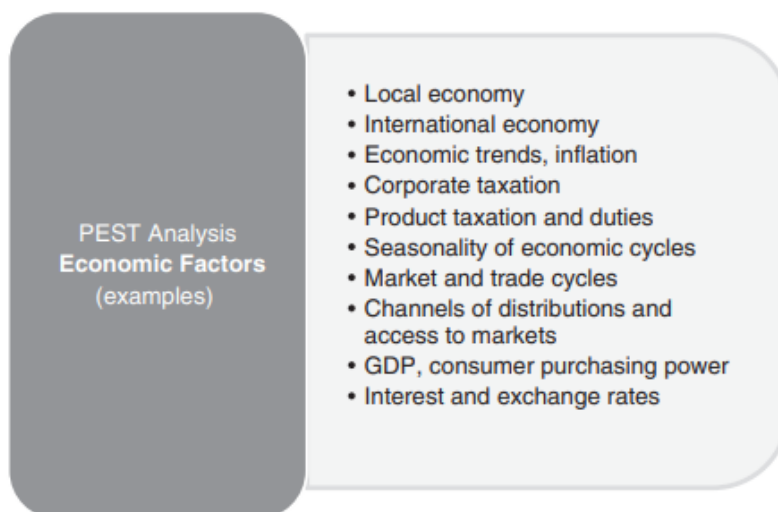 PEST Analysis
Economic Factors
(examples)
• Local economy
• International economy
• Economic trends, inflation
• Corporate taxation
• Product taxation and duties
• Seasonality of economic cycles
• Market and trade cycles
• Channels of distributions and
access to markets
• GDP, consumer purchasing power
• Interest and exchange rates